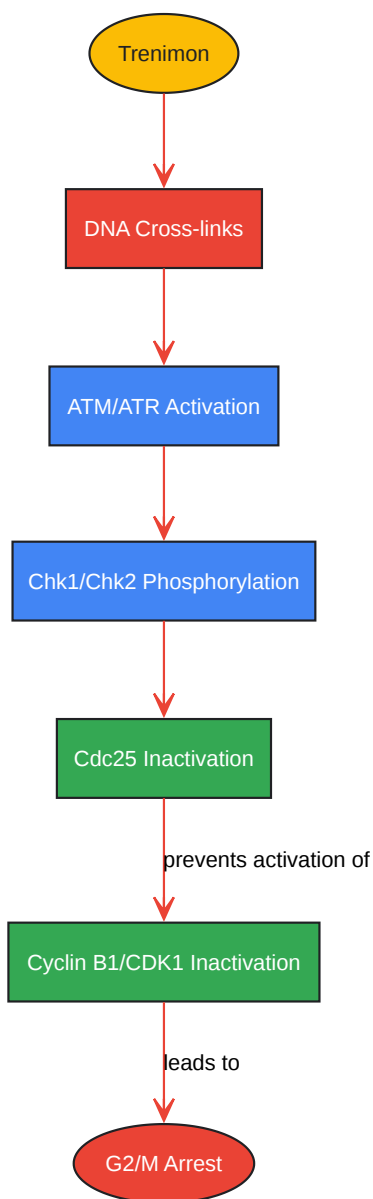 Trenimon
DNA Cross-links
ATM/ATR Activation
Chk1/Chk2 Phosphorylation
Cdc25 Inactivation
prevents activation of
Cyclin B1/CDK1 Inactivation
leads to
G2/M Arrest